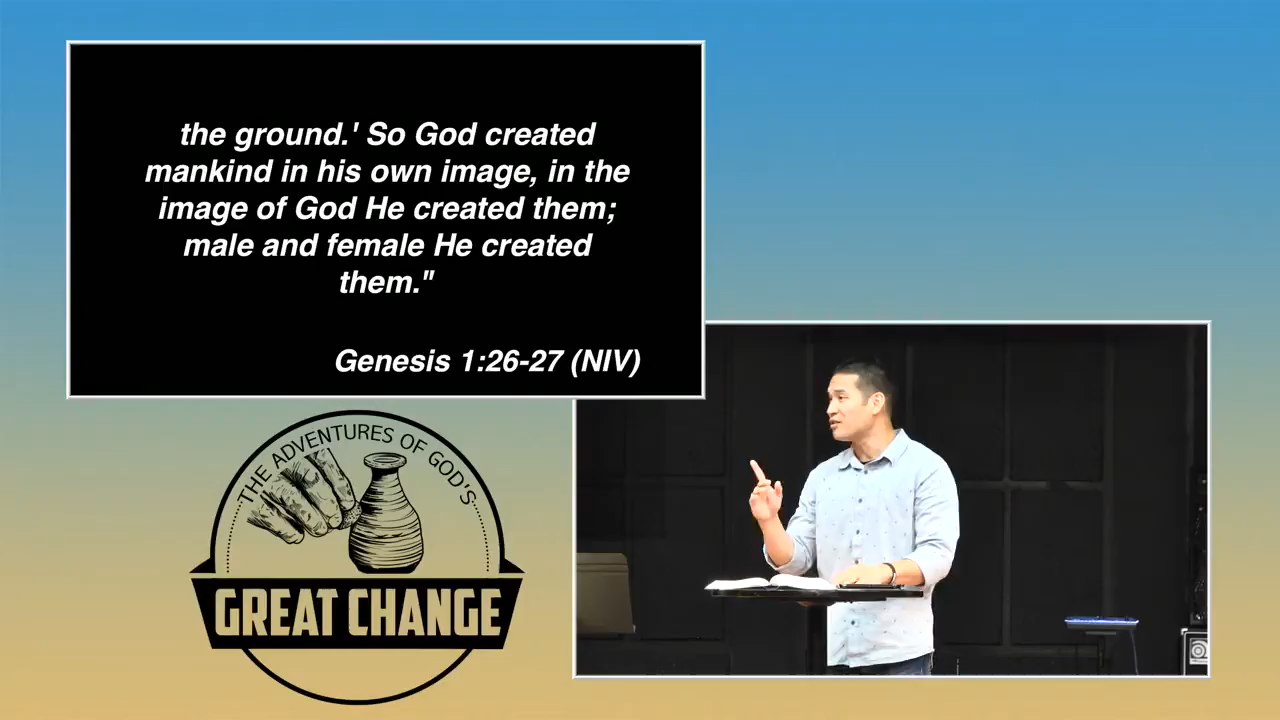 the ground.' So God created
mankind in his own image, in the
image of God He created them;
male and female He created
them."
Genesis 1:26-27 (NIV)
THE ADVENTURES OF GOD'S
GREAT CHANGE